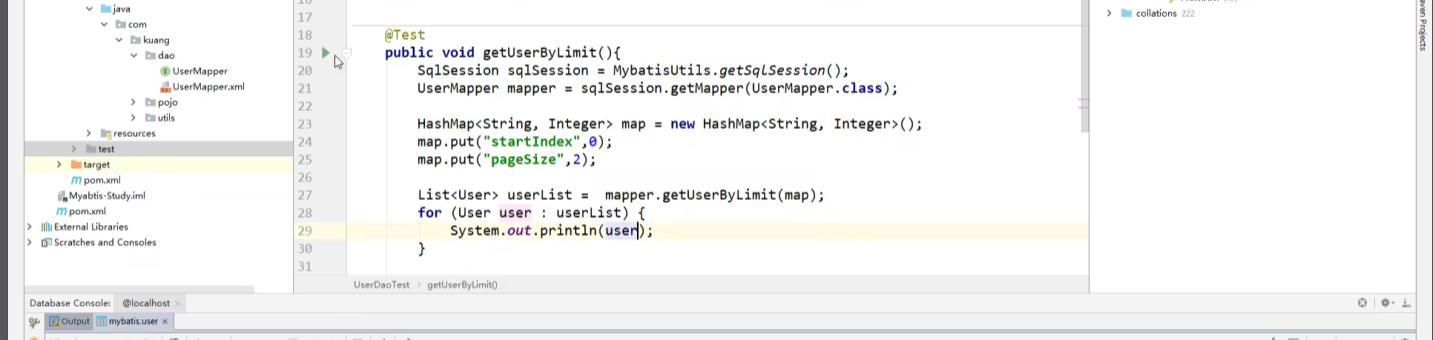 java
com
kuang
dao
UserMapper
UserMapper.xml
pojo
utils
resources
test
target
pom.xml
Myabtis-Study.iml
pom.xml
External Libraries
Scratches and Consoles
17
18 @Test
19 public void getUserByLimit(){
20 SqlSession sqlSession = MybatisUtils.getSqlSession();
21 UserMapper mapper = sqlSession.getMapper(UserMapper.class);
22
23 HashMap<String, Integer> map = new HashMap<String, Integer>();
24 map.put("startIndex",0);
25 map.put("pageSize",2);
26
27 List<User> userList =  mapper.getUserByLimit(map);
28 for (User user : userList) {
29 System.out.println(user);
30 }
31
UserDaoTest > getUserByLimit()
collations 222
Maven Projects
Database Console: @localhost ×
Output mybatis.user ×